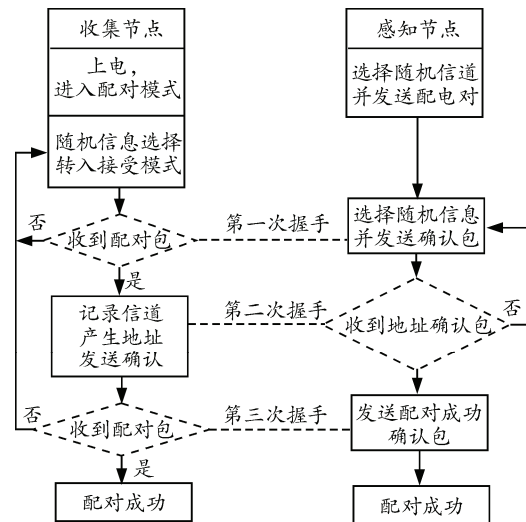 收集节点
上电，
进入配对模式
随机信息选择
转入接受模式
否
收到配对包
是
记录信道
产生地址
发送确认
否
收到配对包
是
配对成功
第一次握手
第二次握手
第三次握手
感知节点
选择随机信道
并发送配电对
选择随机信息
并发送确认包
收到地址确认包
否
发送配对成功
确认包
配对成功